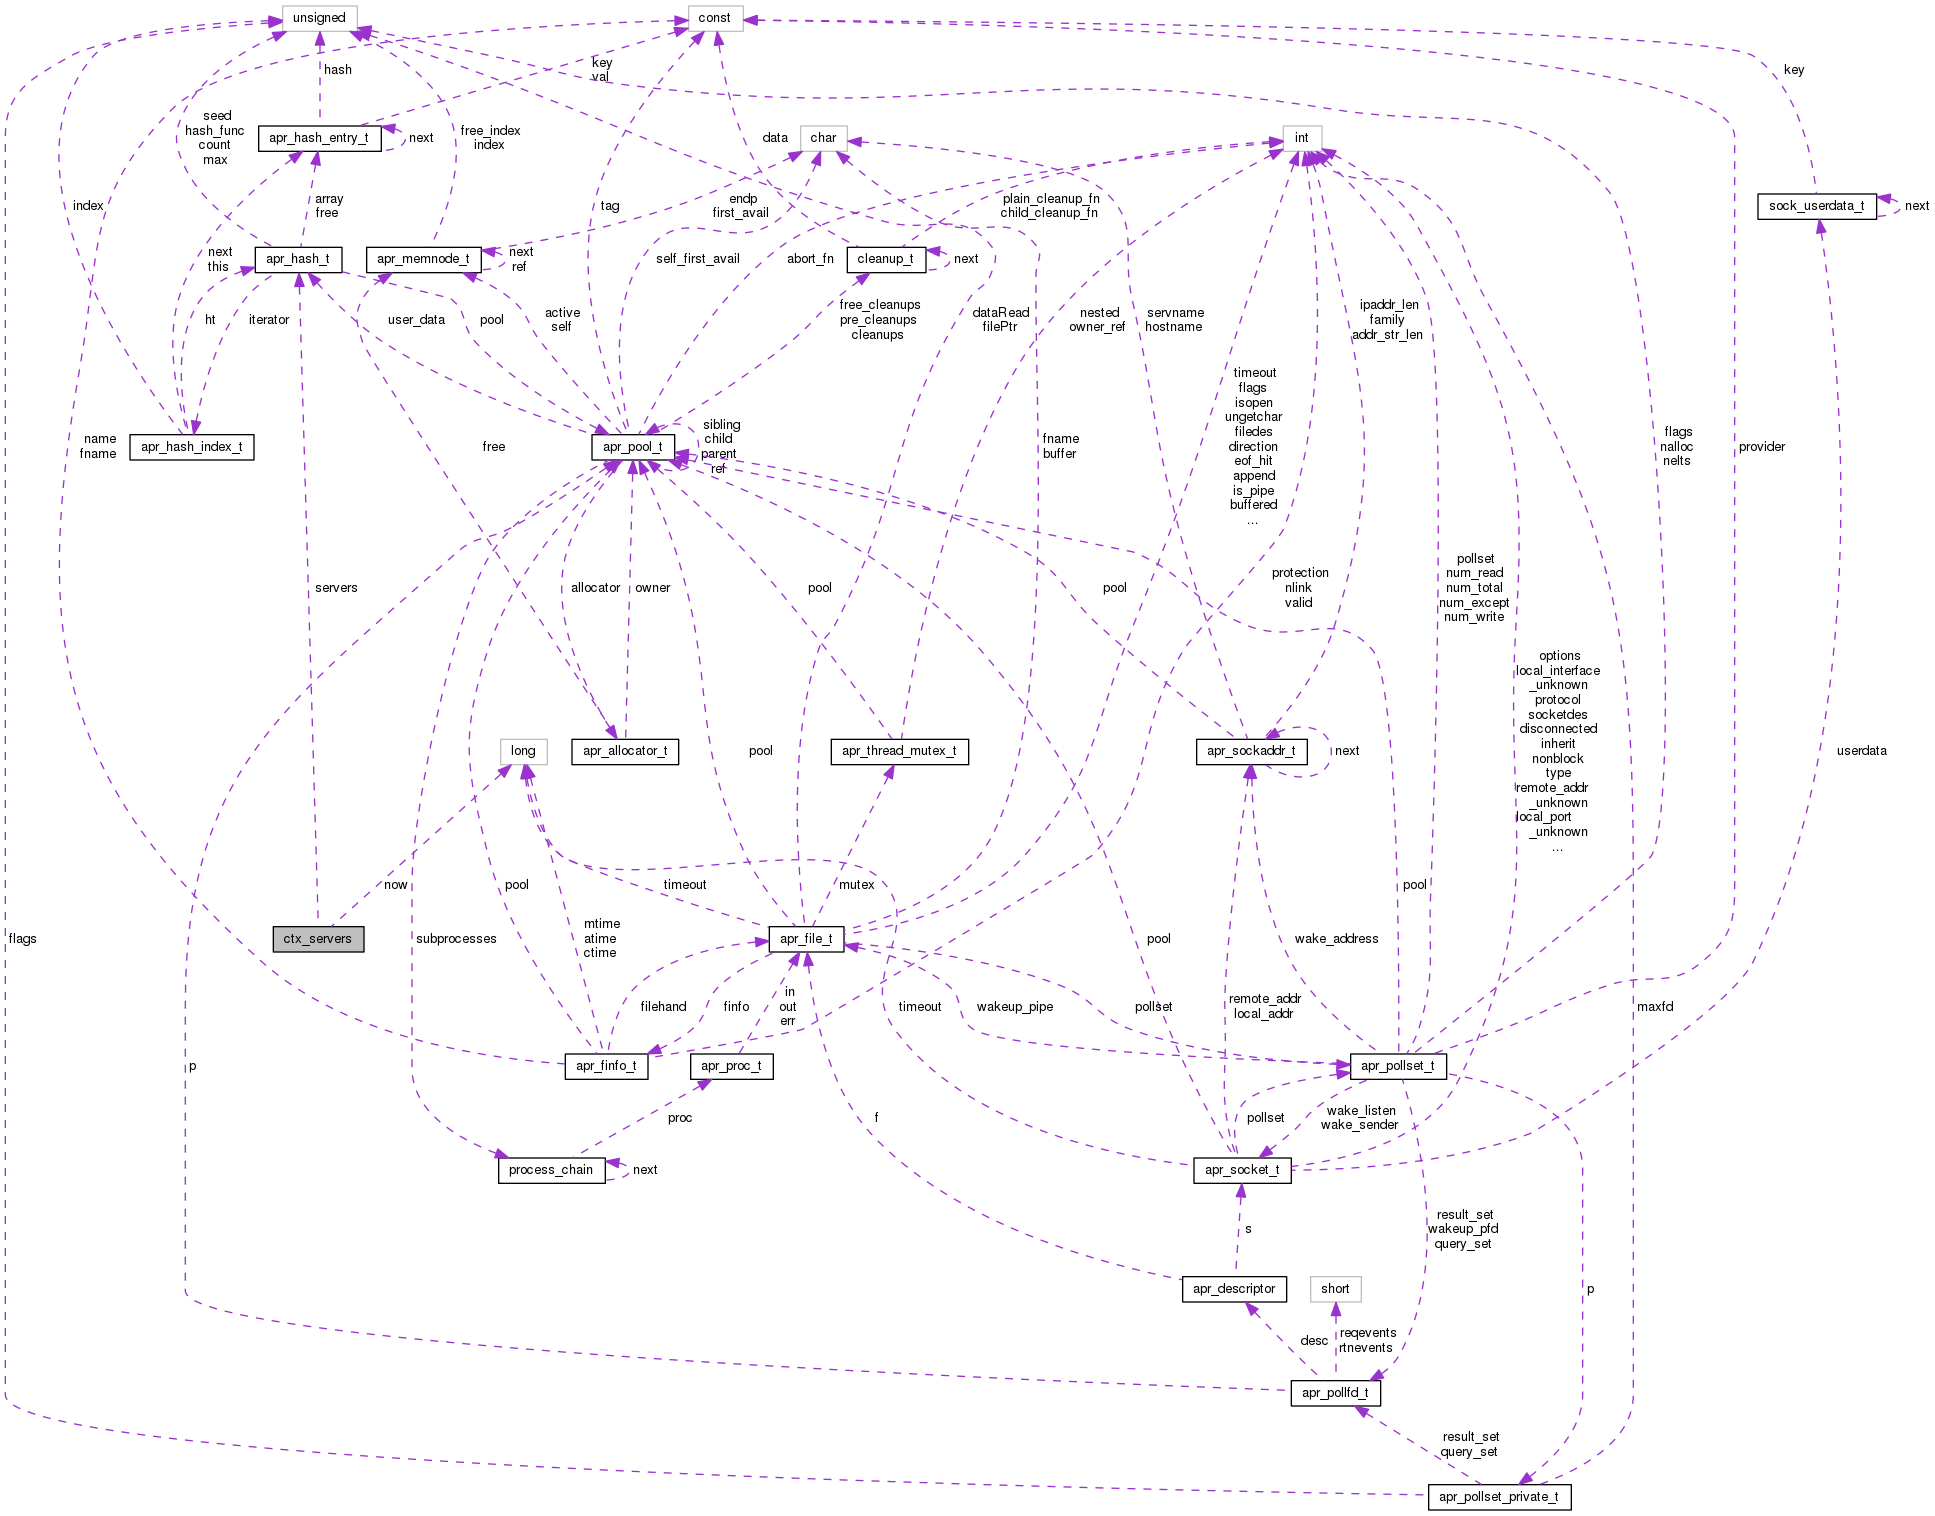 unsigned
const
key
val
hash
key
seed
hash_func
count
max
apr_hash_entry_t
next
free_index
index
data
char
int
index
array
free
tag
endp
first_avail
plain_cleanup_fn
child_cleanup_fn
sock_userdata_t
next
next
this
apr_hash_t
apr_memnode_t
next
ref
self_first_avail
abort_fn
cleanup_t
next
ht
iterator
user_data
pool
active
self
free_cleanups
pre_cleanups
cleanups
dataRead
filePtr
nested
owner_ref
servname
hostname
ipaddr_len
family
addr_str_len
name
fname
apr_hash_index_t
free
apr_pool_t
sibling
child
parent
ref
fname
buffer
timeout
flags
isopen
ungetchar
filedes
direction
eof_hit
append
is_pipe
buffered
...
flags
nalloc
nelts
provider
servers
allocator
owner
pool
pool
protection
nlink
valid
pollset
num_read
num_total
num_except
num_write
long
apr_allocator_t
pool
apr_thread_mutex_t
apr_sockaddr_t
next
options
local_interface
_unknown
protocol
socketdes
disconnected
inherit
nonblock
type
remote_addr
_unknown
local_port
_unknown
...
userdata
now
pool
timeout
mutex
pool
flags
ctx_servers
subprocesses
mtime
atime
ctime
apr_file_t
pool
wake_address
p
filehand
finfo
in
out
err
timeout
wakeup_pipe
pollset
remote_addr
local_addr
maxfd
apr_finfo_t
apr_proc_t
apr_pollset_t
proc
f
pollset
wake_listen
wake_sender
p
process_chain
next
apr_socket_t
s
result_set
wakeup_pfd
query_set
apr_descriptor
short
desc
reqevents
rtnevents
apr_pollfd_t
result_set
query_set
apr_pollset_private_t